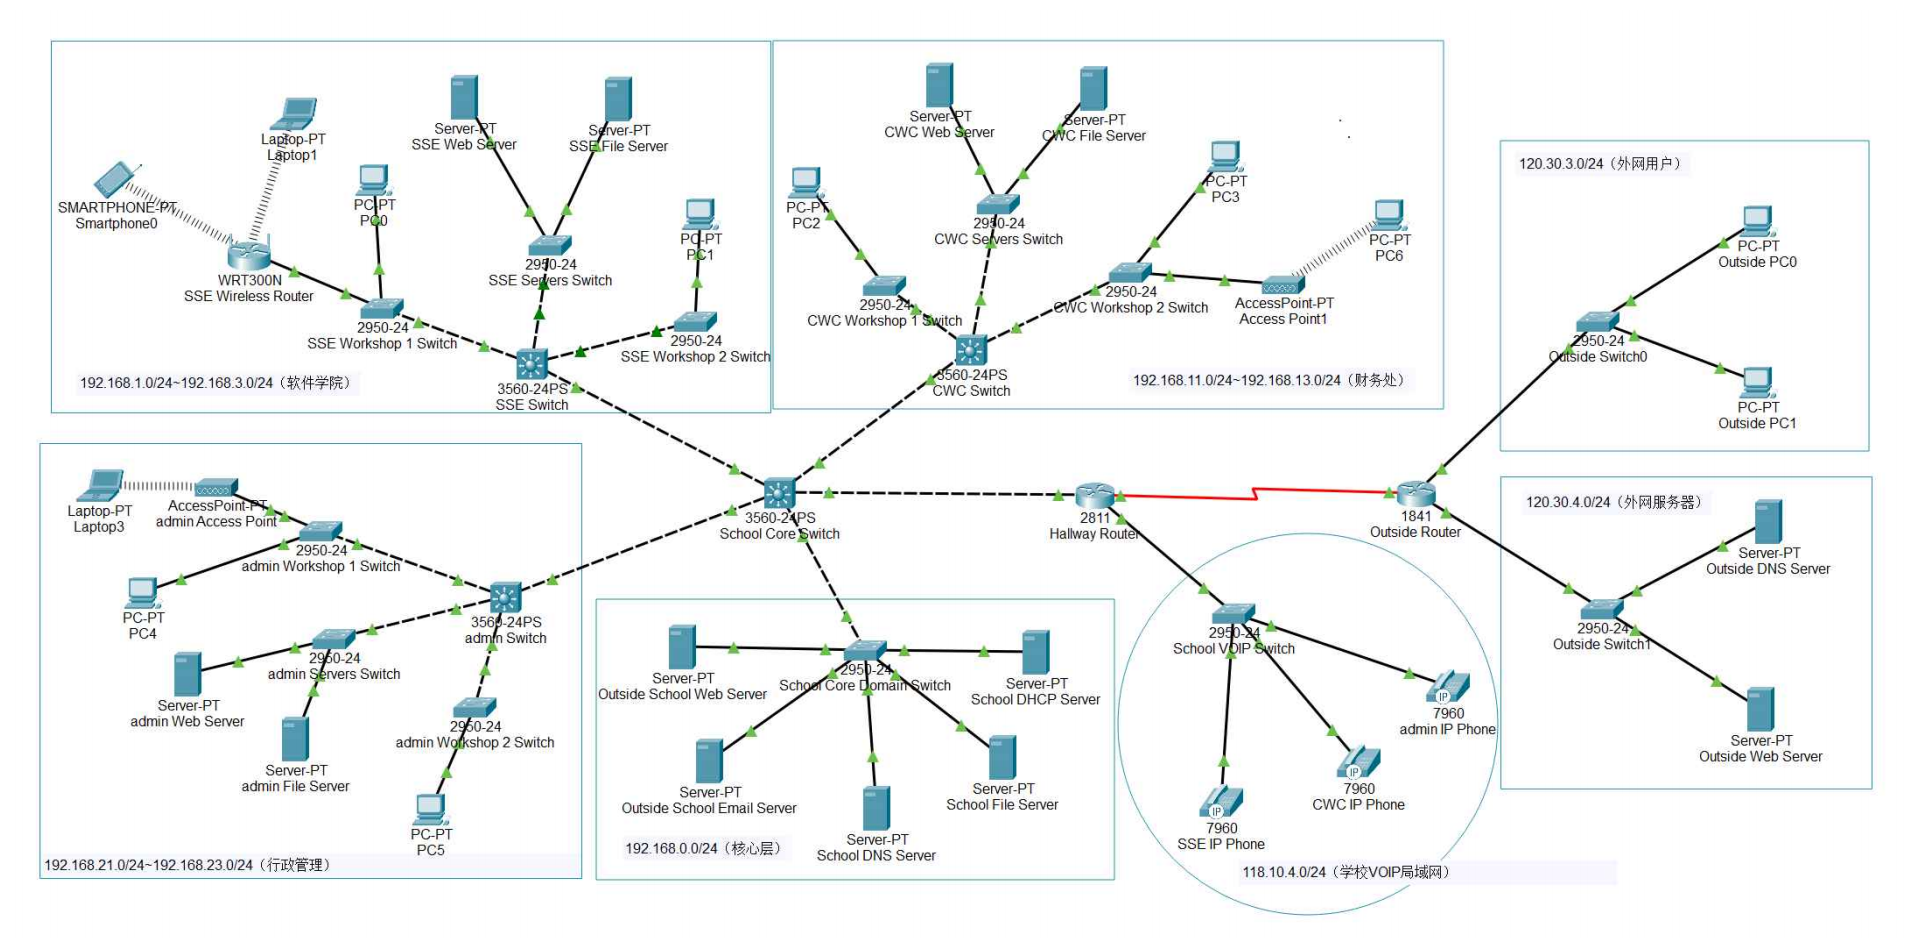 Laptop-PT
Laptop1
SMARTPHONE-PT
Smartphone0
PC-PT
PC0
WRT300N
SSE Wireless Router
Server-PT
SSE Web Server
Server-PT
SSE File Server
2950-24
SSE Servers Switch
PC-PT
PC1
2950-24
SSE Workshop 1 Switch
2950-24
SSE Workshop 2 Switch
3560-24PS
SSE Switch
192.168.1.0/24~192.168.3.0/24（软件学院）
Server-PT
CWC Web Server
Server-PT
CWC File Server
PC-PT
PC2
PC-PT
PC3
2950-24
CWC Servers Switch
PC-PT
PC6
2950-24
CWC Workshop 1 Switch
2950-24
CWC Workshop 2 Switch
AccessPoint-PT
Access Point1
3560-24PS
CWC Switch
192.168.11.0/24~192.168.13.0/24（财务处）
120.30.3.0/24（外网用户）
PC-PT
Outside PC0
2950-24
Outside Switch0
PC-PT
Outside PC1
Laptop-PT
Laptop3
AccessPoint-PT
admin Access Point
2950-24
admin Workshop 1 Switch
PC-PT
PC4
3560-24PS
admin Switch
2950-24
admin Servers Switch
Server-PT
admin Web Server
Server-PT
admin File Server
2950-24
admin Workshop 2 Switch
PC-PT
PC5
192.168.21.0/24~192.168.23.0/24（行政管理）
3560-24PS
School Core Switch
2811
Hallway Router
1841
Outside Router
Server-PT
Outside School Web Server
2950-24
School Core Domain Switch
Server-PT
School DHCP Server
Server-PT
Outside School Email Server
Server-PT
School DNS Server
Server-PT
School File Server
192.168.0.0/24（核心层）
2950-24
School VOIP Switch
7960
admin IP Phone
7960
CWC IP Phone
7960
SSE IP Phone
IP
IP
IP
118.10.4.0/24（学校VOIP局域网）
120.30.4.0/24（外网服务器）
Server-PT
Outside DNS Server
2950-24
Outside Switch1
Server-PT
Outside Web Server